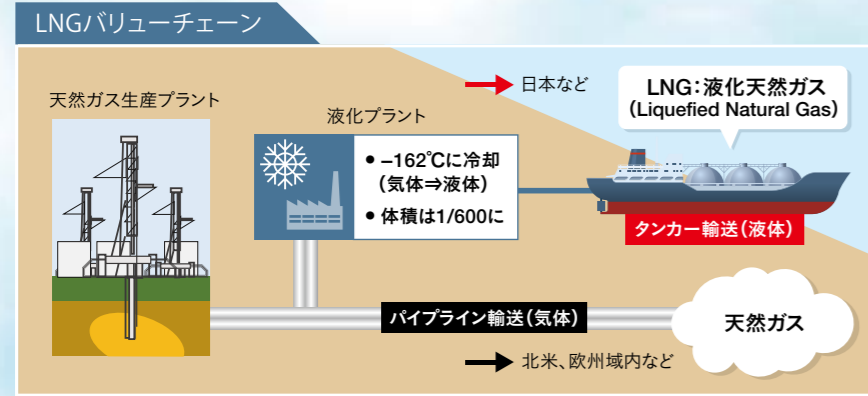 LNGバリューチェーン
天然ガス生産プラント
液化プラント
• –162℃に冷却
(気体⇒液体)
• 体積は1/600に
日本など
LNG：液化天然ガス
(Liquefied Natural Gas)
タンカー輸送(液体)
パイプライン輸送(気体)
天然ガス
北米、欧州域内など